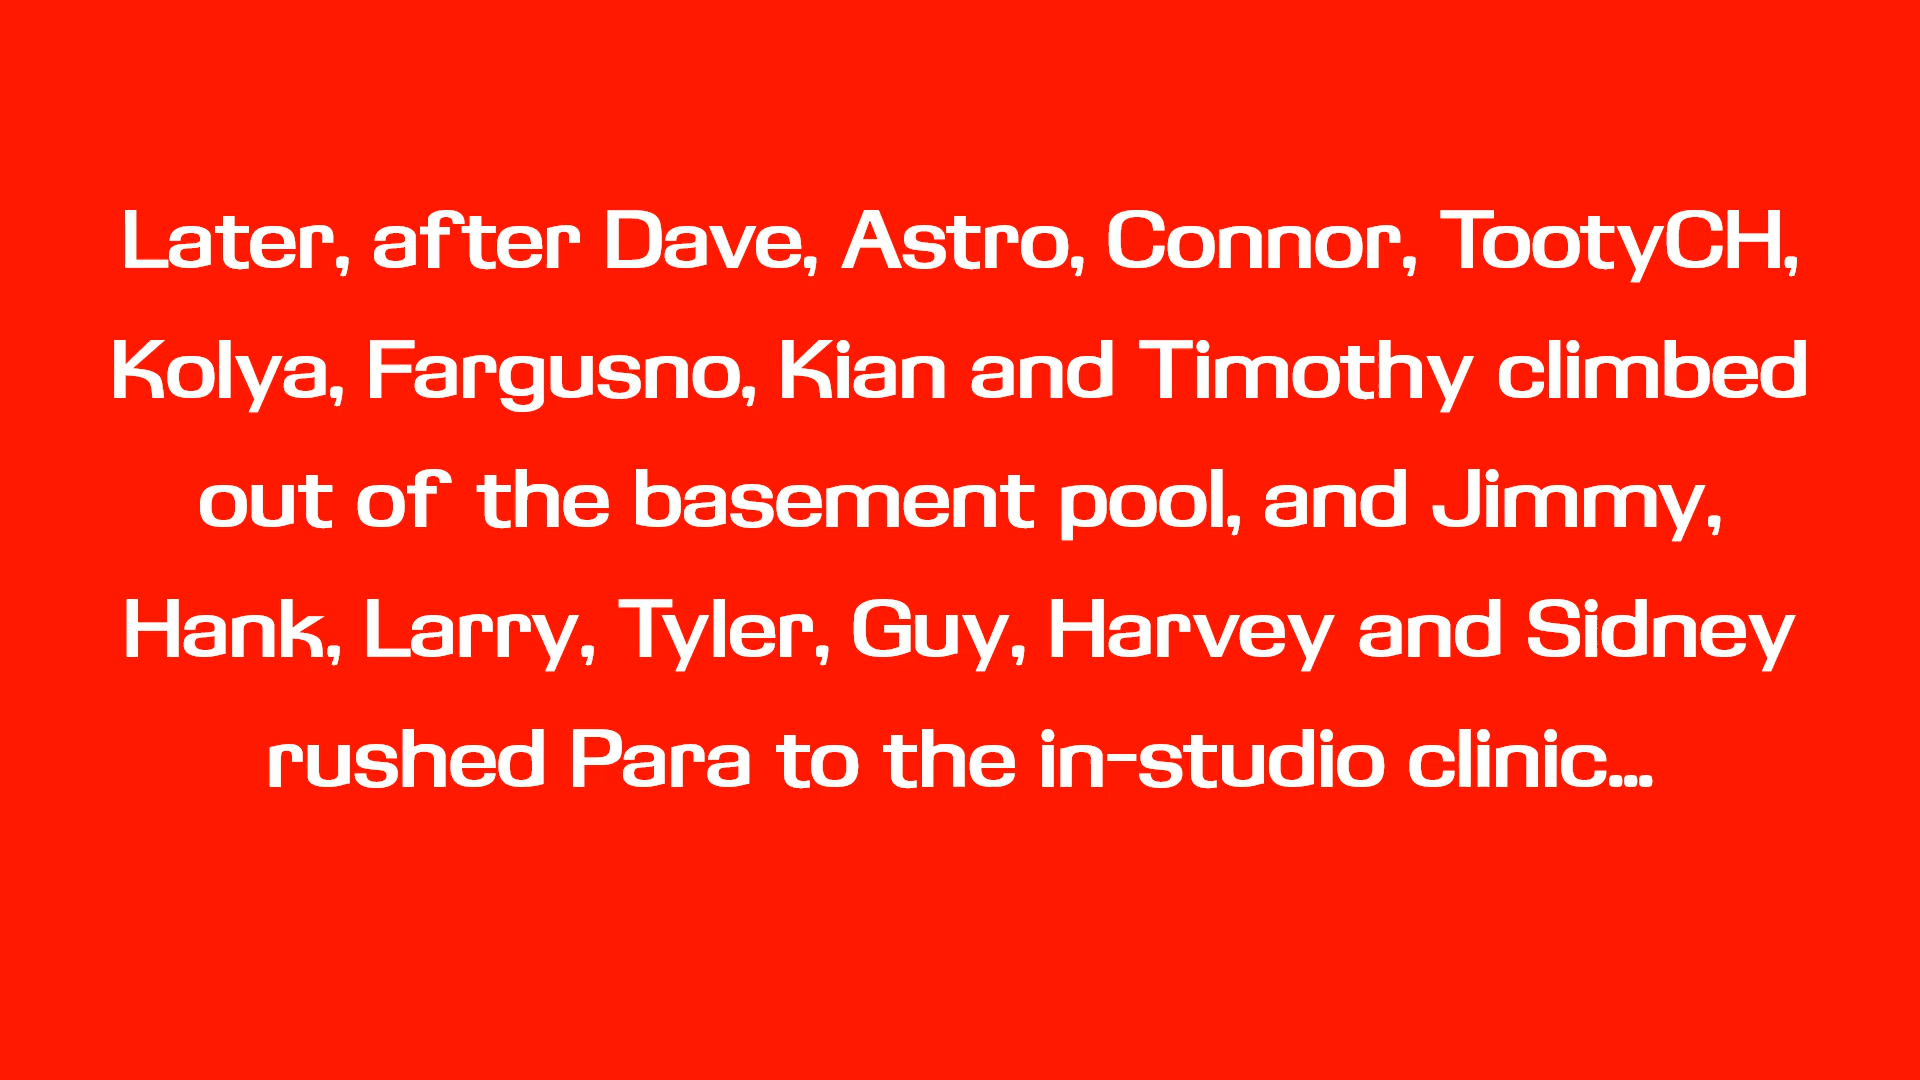 Later, after Dave, Astro, Connor, TootyCH,
Kolya, Fargusno, Kian and Timothy climbed
out of the basement pool, and Jimmy,
Hank, Larry, Tyler, Guy, Harvey and Sidney
rushed Para to the in-studio clinic...